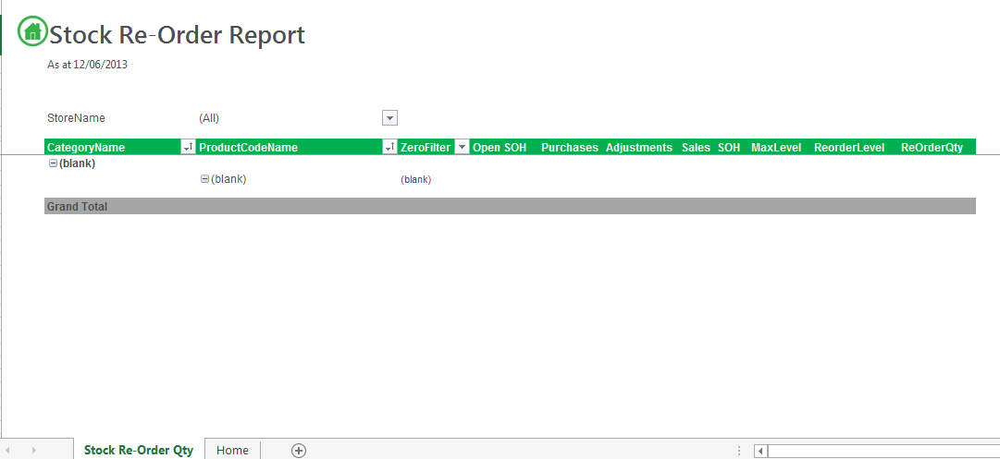 Stock Re-Order Report
As at 12/06/2013
StoreName (All)
CategoryName ProductCodeName ZeroFilter Open SOH Purchases Adjustments Sales SOH MaxLevel ReorderLevel ReOrderQty
(blank)
(blank) (blank)
Grand Total
Stock Re-Order Qty Home